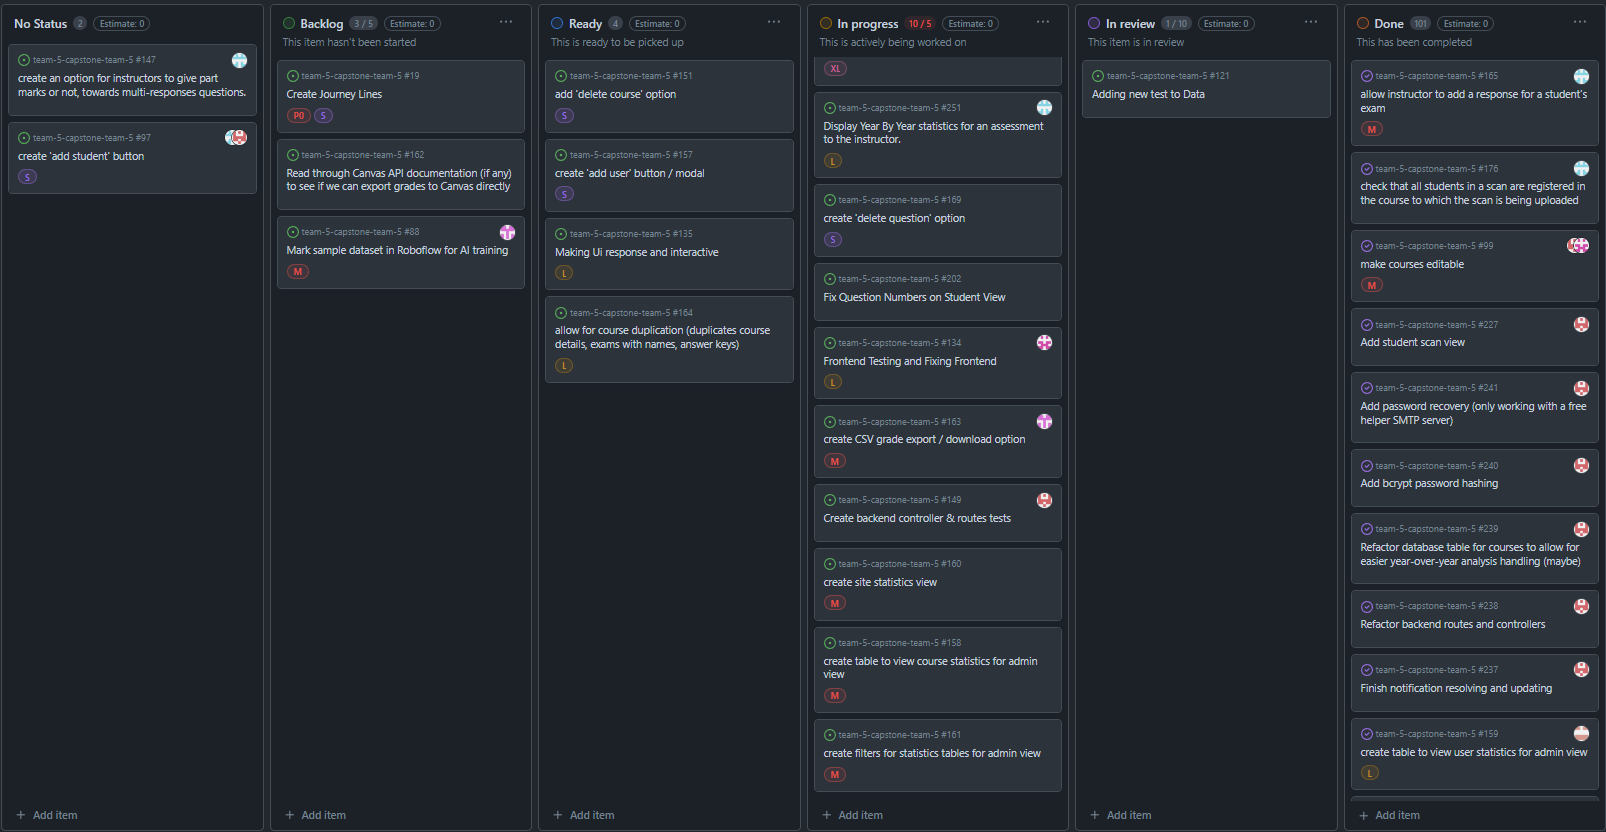 No Status 2 Estimate: 0
team-5-capstone-team-5 #147
create an option for instructors to give part
marks or not, towards multi-responses questions.
team-5-capstone-team-5 #97
create 'add student' button
S
+ Add item
Backlog 3 / 5 Estimate: 0 ...
This item hasn't been started
team-5-capstone-team-5 #19
Create Journey Lines
P0 S
team-5-capstone-team-5 #162
Read through Canvas API documentation (if any)
to see if we can export grades to Canvas directly
team-5-capstone-team-5 #88
Mark sample dataset in Roboflow for AI training
M
+ Add item
Ready 4 Estimate: 0 ...
This is ready to be picked up
team-5-capstone-team-5 #151
add 'delete course' option
S
team-5-capstone-team-5 #157
create 'add user' button / modal
S
team-5-capstone-team-5 #135
Making Ui response and interactive
L
team-5-capstone-team-5 #164
allow for course duplication (duplicates course
details, exams with names, answer keys)
L
+ Add item
In progress 10 / 5 Estimate: 0 ...
This is actively being worked on
XL
team-5-capstone-team-5 #251
Display Year By Year statistics for an assessment
to the instructor.
L
team-5-capstone-team-5 #169
create 'delete question' option
S
team-5-capstone-team-5 #202
Fix Question Numbers on Student View
team-5-capstone-team-5 #134
Frontend Testing and Fixing Frontend
L
team-5-capstone-team-5 #163
create CSV grade export / download option
M
team-5-capstone-team-5 #149
Create backend controller & routes tests
team-5-capstone-team-5 #160
create site statistics view
M
team-5-capstone-team-5 #158
create table to view course statistics for admin
view
M
team-5-capstone-team-5 #161
create filters for statistics tables for admin view
M
+ Add item
In review 1 / 10 Estimate: 0 ...
This item is in review
team-5-capstone-team-5 #121
Adding new test to Data
+ Add item
Done 101 Estimate: 0 ...
This has been completed
team-5-capstone-team-5 #165
allow instructor to add a response for a student's
exam
M
team-5-capstone-team-5 #176
check that all students in a scan are registered in
the course to which the scan is being uploaded
team-5-capstone-team-5 #99
make courses editable
M
team-5-capstone-team-5 #227
Add student scan view
team-5-capstone-team-5 #241
Add password recovery (only working with a free
helper SMTP server)
team-5-capstone-team-5 #240
Add bcrypt password hashing
team-5-capstone-team-5 #239
Refactor database table for courses to allow for
easier year-over-year analysis handling (maybe)
team-5-capstone-team-5 #238
Refactor backend routes and controllers
team-5-capstone-team-5 #237
Finish notification resolving and updating
team-5-capstone-team-5 #159
create table to view user statistics for admin view
L
+ Add item